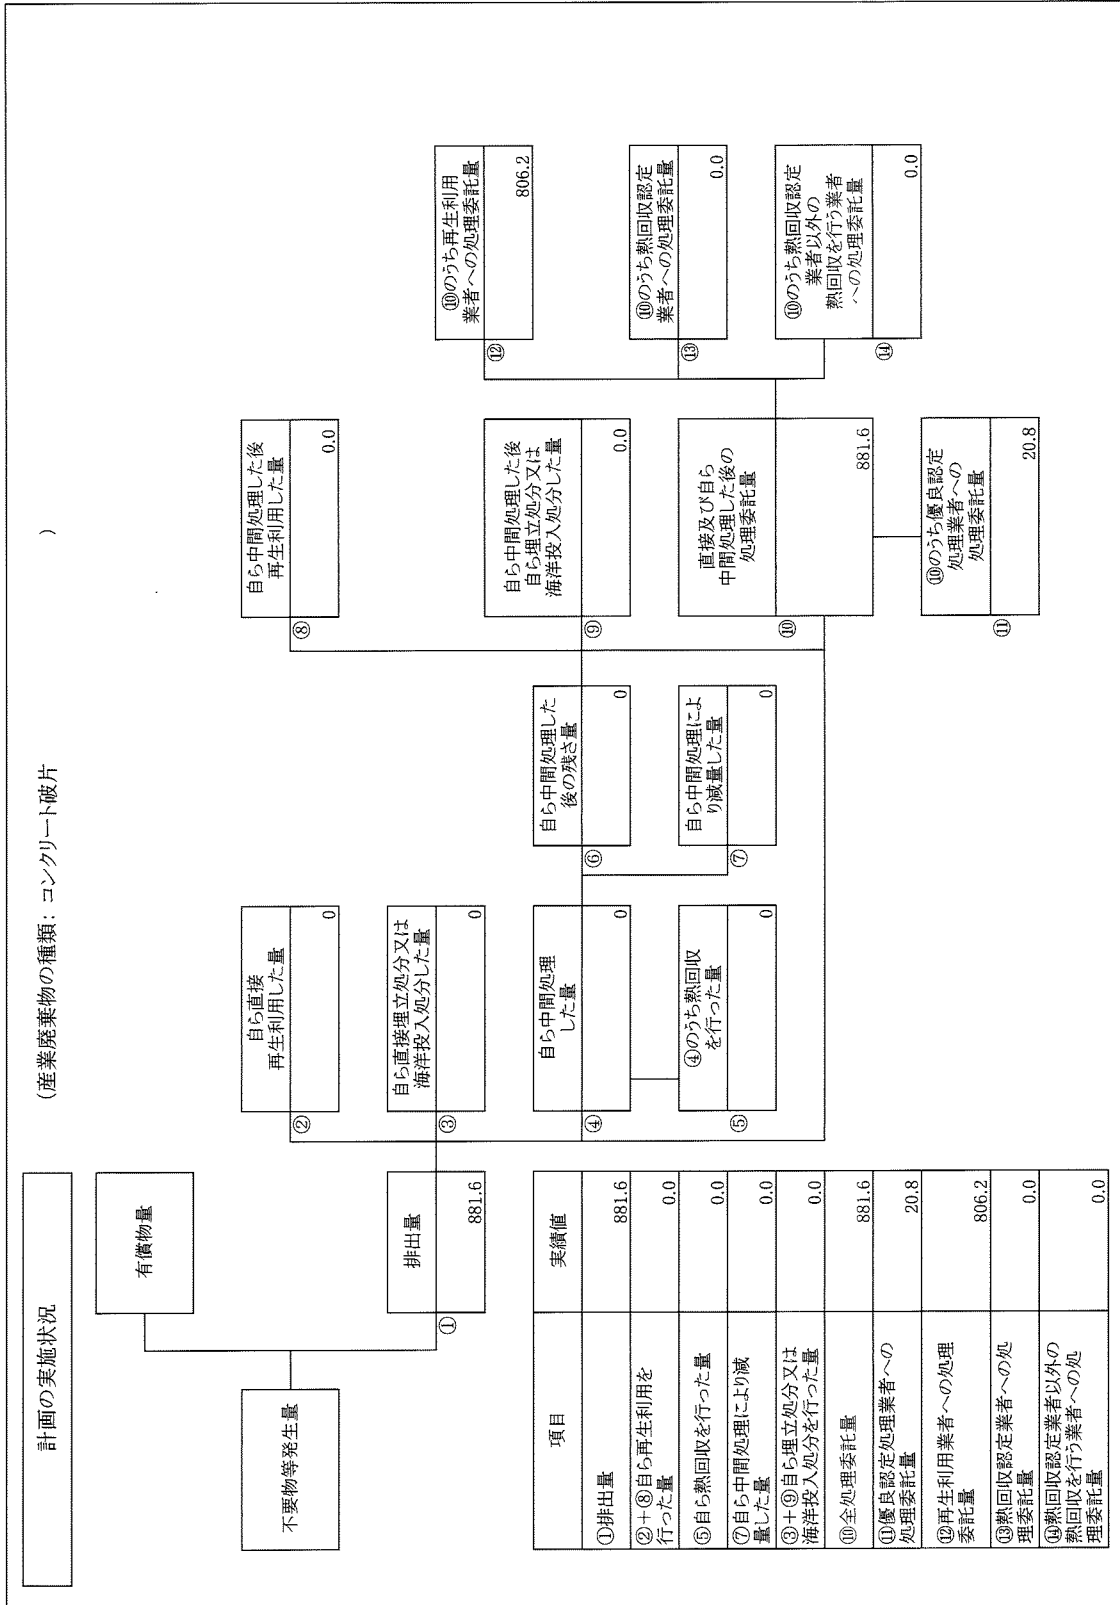 計画の実施状況
(産業廃棄物の種類: コンクリート破片
)
不要物等発生量
有償物量
①
排出量
881.6
②
自ら直接
再生利用した量
0
③
自ら直接埋立処分又は
海洋投入処分した量
0
④
自ら中間処理
した量
0
⑤
④のうち熱回収
を行った量
0
⑥
自ら中間処理した
後の残さ量
0
⑦
自ら中間処理によ
り減量した量
0
⑧
自ら中間処理した後
再生利用した量
0.0
⑨
自ら中間処理した後
自ら埋立処分又は
海洋投入処分した量
0.0
⑩
直接及び自ら
中間処理した後の
処理委託量
881.6
⑪
⑩のうち優良認定
処理業者への
処理委託量
20.8
⑫
⑩のうち再生利用
業者への処理委託量
806.2
⑬
⑩のうち熱回収認定
業者への処理委託量
0.0
⑭
⑩のうち熱回収認定
業者以外の
熱回収を行う業者
への処理委託量
0.0
項目
実績値
①排出量
881.6
②+⑧自ら再生利用を
行った量
0.0
⑤自ら熱回収を行った量
0.0
⑦自ら中間処理により減
量した量
0.0
③+⑨自ら埋立処分又は
海洋投入処分を行った量
0.0
⑩全処理委託量
881.6
⑪優良認定処理業者への
処理委託量
20.8
⑫再生利用業者への処理
委託量
806.2
⑬熱回収認定業者への処
理委託量
0.0
⑭熱回収認定業者以外の
熱回収を行う業者への処
理委託量
0.0